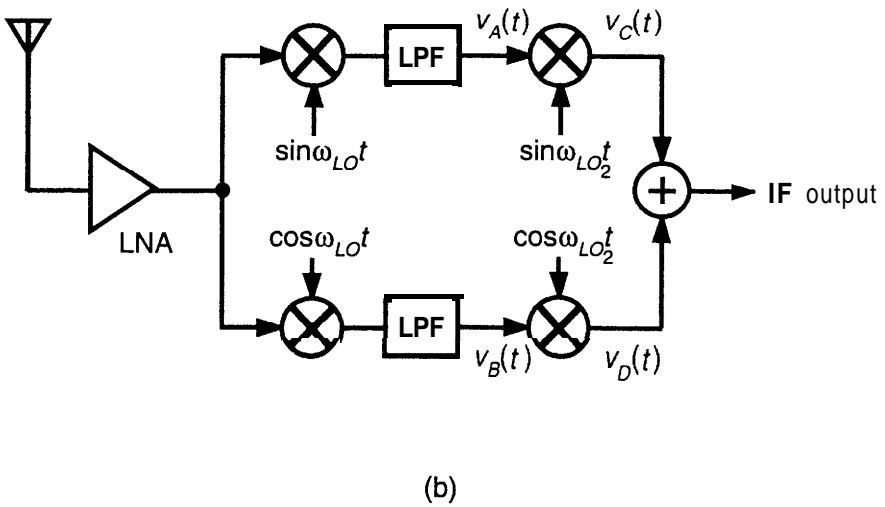 v_A(t) v_C(t)
LPF
sinω_LO t sinω_LO2 t
+ IF output
LNA
cosω_LO t cosω_LO2 t
LPF
v_B(t) v_D(t)
(b)